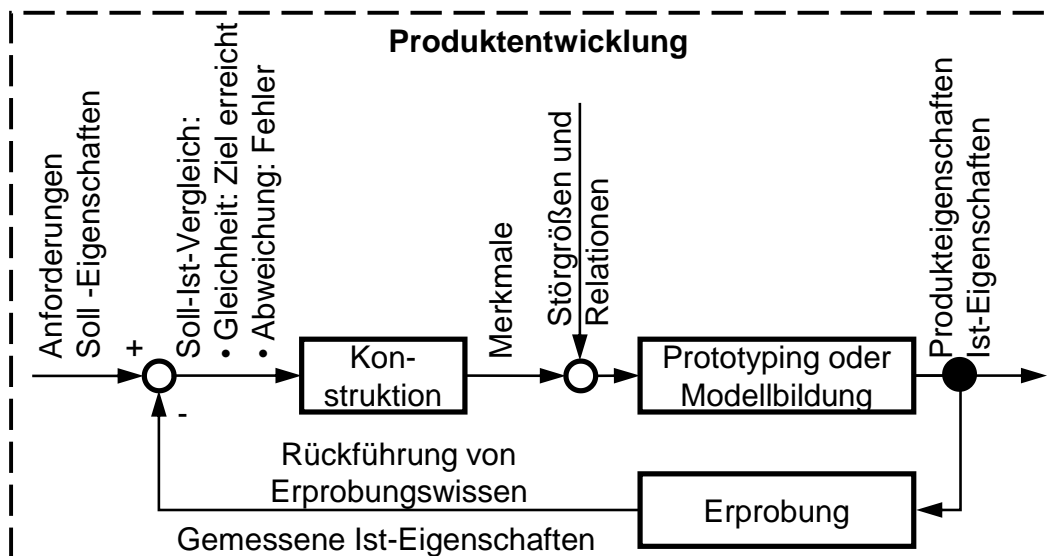 Produktentwicklung
Anforderungen
Soll -Eigenschaften
Soll-Ist-Vergleich:
• Gleichheit: Ziel erreicht
• Abweichung: Fehler
Merkmale
Störgrößen und
Relationen
Produkteigenschaften
Ist-Eigenschaften
+
-
Kon-
struktion
Prototyping oder
Modellbildung
Rückführung von
Erprobungswissen
Gemessene Ist-Eigenschaften
Erprobung